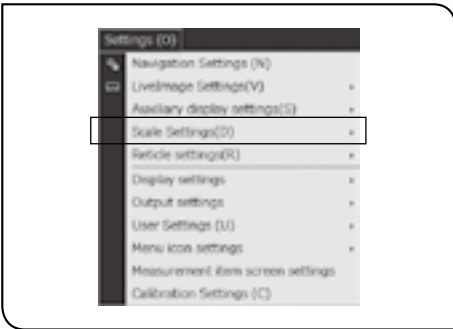 Settings (O)
Navigation Settings (N)
LiveImage Settings(V)
Auxiliary display settings(S)
Scale Settings(D)
Reticle settings(R)
Display settings
Output settings
User Settings (U)
Menu icon settings
Measurement item screen settings
Calibration Settings (C)